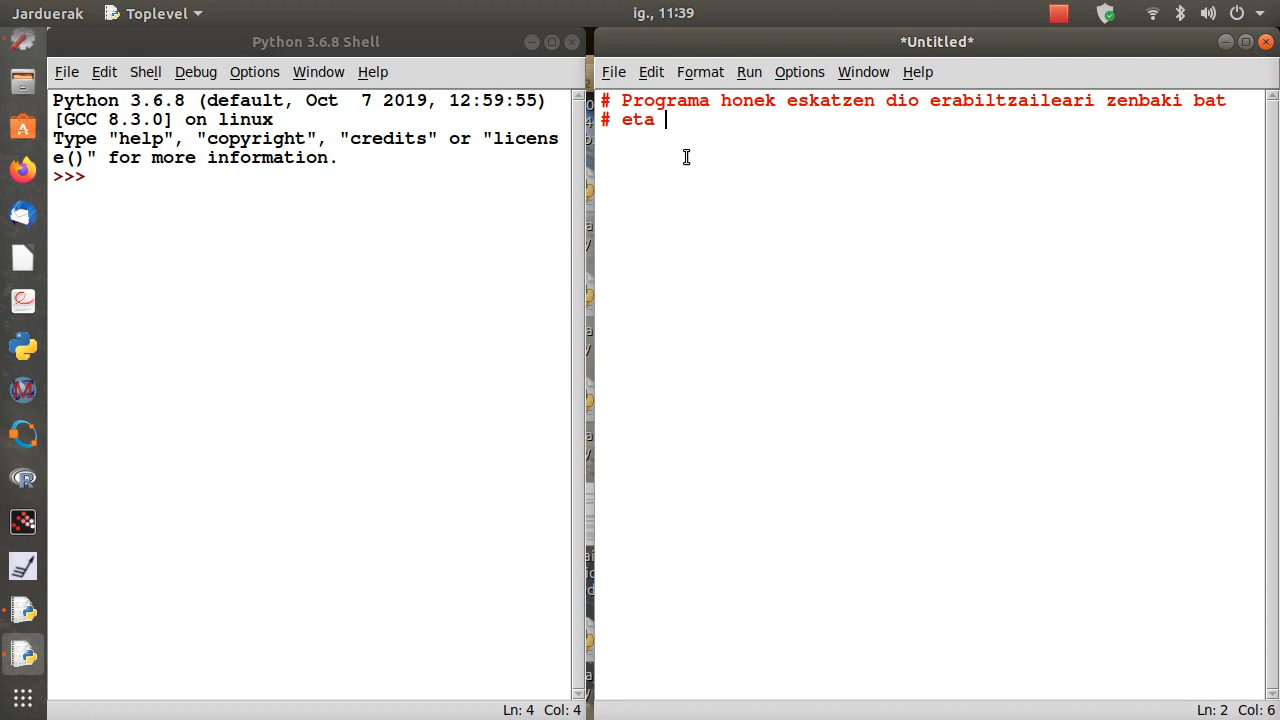 Jarduerak
Toplevel
ig., 11:39
Python 3.6.8 Shell
*Untitled*
File Edit Shell Debug Options Window Help
File Edit Format Run Options Window Help
Python 3.6.8 (default, Oct  7 2019, 12:59:55)
[GCC 8.3.0] on linux
Type "help", "copyright", "credits" or "licens
e()" for more information.
>>>
# Programa honek eskatzen dio erabiltzaileari zenbaki bat
# eta
Ln: 4 Col: 4
Ln: 2 Col: 6